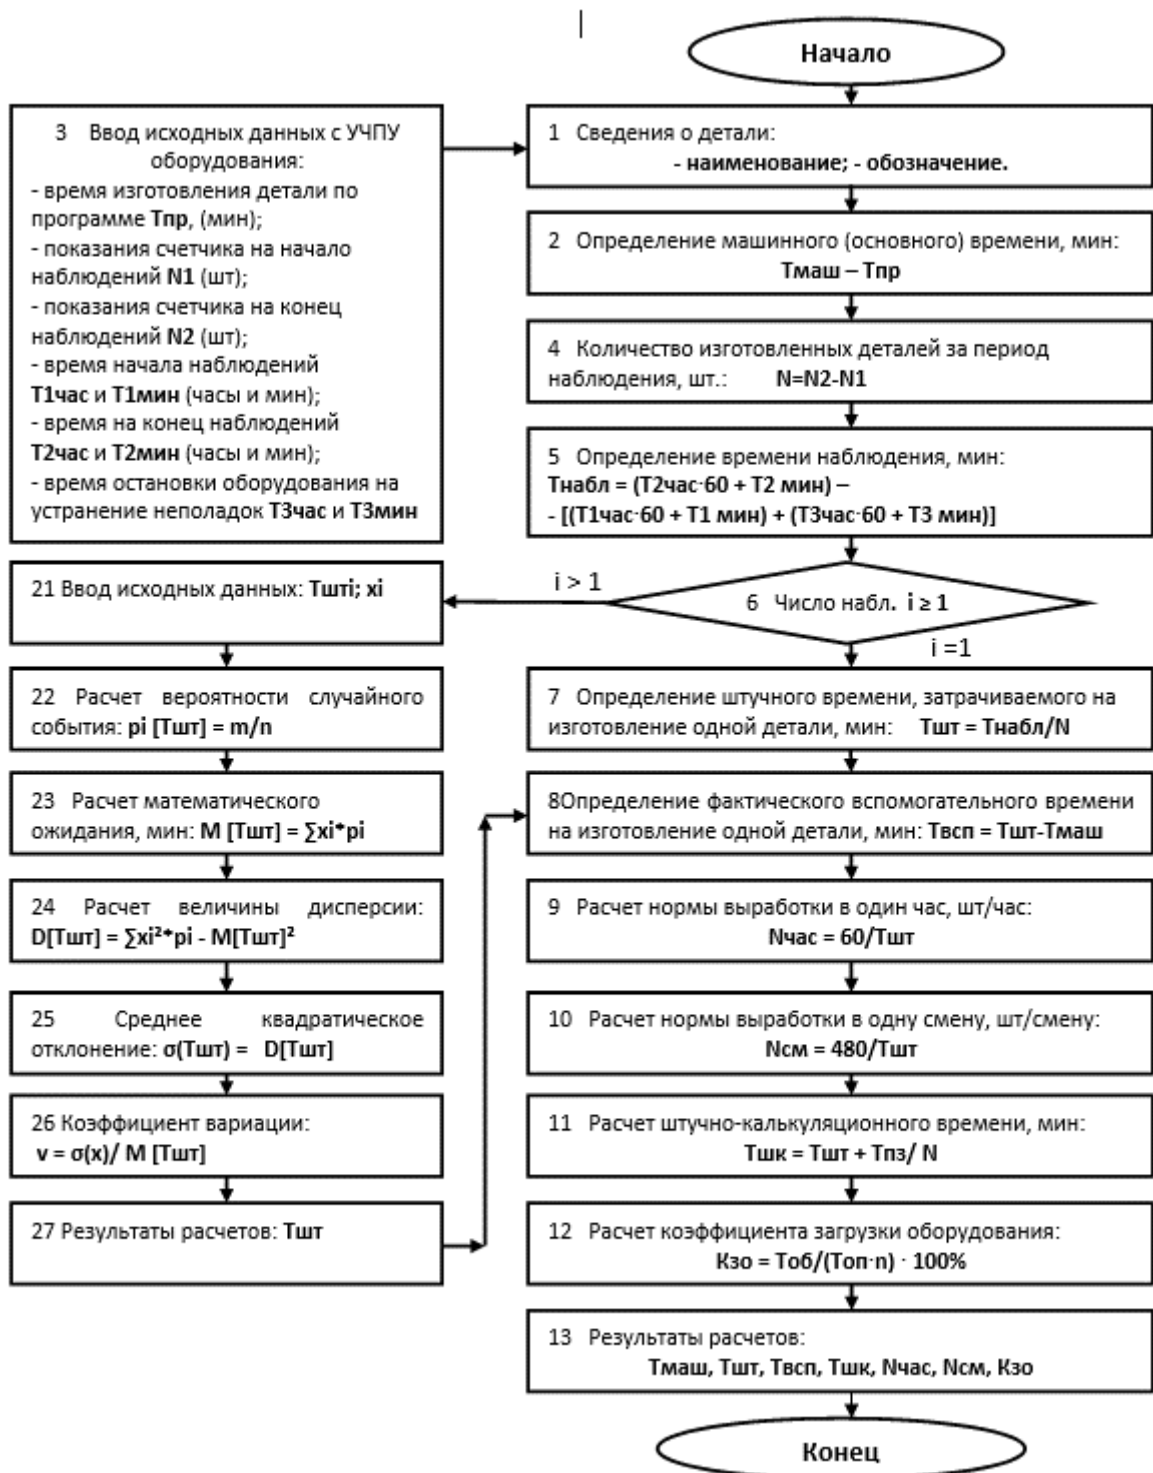 Начало
3 Ввод исходных данных с УЧПУ
оборудования:
- время изготовления детали по
программе Тпр, (мин);
- показания счетчика на начало
наблюдений N1 (шт);
- показания счетчика на конец
наблюдений N2 (шт);
- время начала наблюдений
Т1час и Т1мин (часы и мин);
- время на конец наблюдений
Т2час и Т2мин (часы и мин);
- время остановки оборудования на
устранение неполадок Т3час и Т3мин
1 Сведения о детали:
- наименование; - обозначение.
2 Определение машинного (основного) времени, мин:
Тмаш – Тпр
4 Количество изготовленных деталей за период
наблюдения, шт.: N=N2-N1
5 Определение времени наблюдения, мин:
Тнабл = (Т2час·60 + Т2 мин) –
- [(Т1час·60 + Т1 мин) + (Т3час·60 + Т3 мин)]
6 Число набл. i ≥ 1
i > 1
i =1
21 Ввод исходных данных: Тштi; xi
22 Расчет вероятности случайного
события: pi [Тшт] = m/n
23 Расчет математического
ожидания, мин: M [Тшт] = ∑xi*pi
24 Расчет величины дисперсии:
D[Тшт] = ∑xi²*pi - M[Тшт]²
25 Среднее квадратическое
отклонение: σ(Тшт) = D[Тшт]
26 Коэффициент вариации:
v = σ(x)/ M [Тшт]
27 Результаты расчетов: Тшт
7 Определение штучного времени, затрачиваемого на
изготовление одной детали, мин: Тшт = Тнабл/N
8Определение фактического вспомогательного времени
на изготовление одной детали, мин: Твсп = Тшт-Тмаш
9 Расчет нормы выработки в один час, шт/час:
Nчас = 60/Тшт
10 Расчет нормы выработки в одну смену, шт/смену:
Nсм = 480/Тшт
11 Расчет штучно-калькуляционного времени, мин:
Тшк = Тшт + Тпз/ N
12 Расчет коэффициента загрузки оборудования:
Кзо = Тоб/(Топ·n) · 100%
13 Результаты расчетов:
Тмаш, Тшт, Твсп, Тшк, Nчас, Nсм, Кзо
Конец